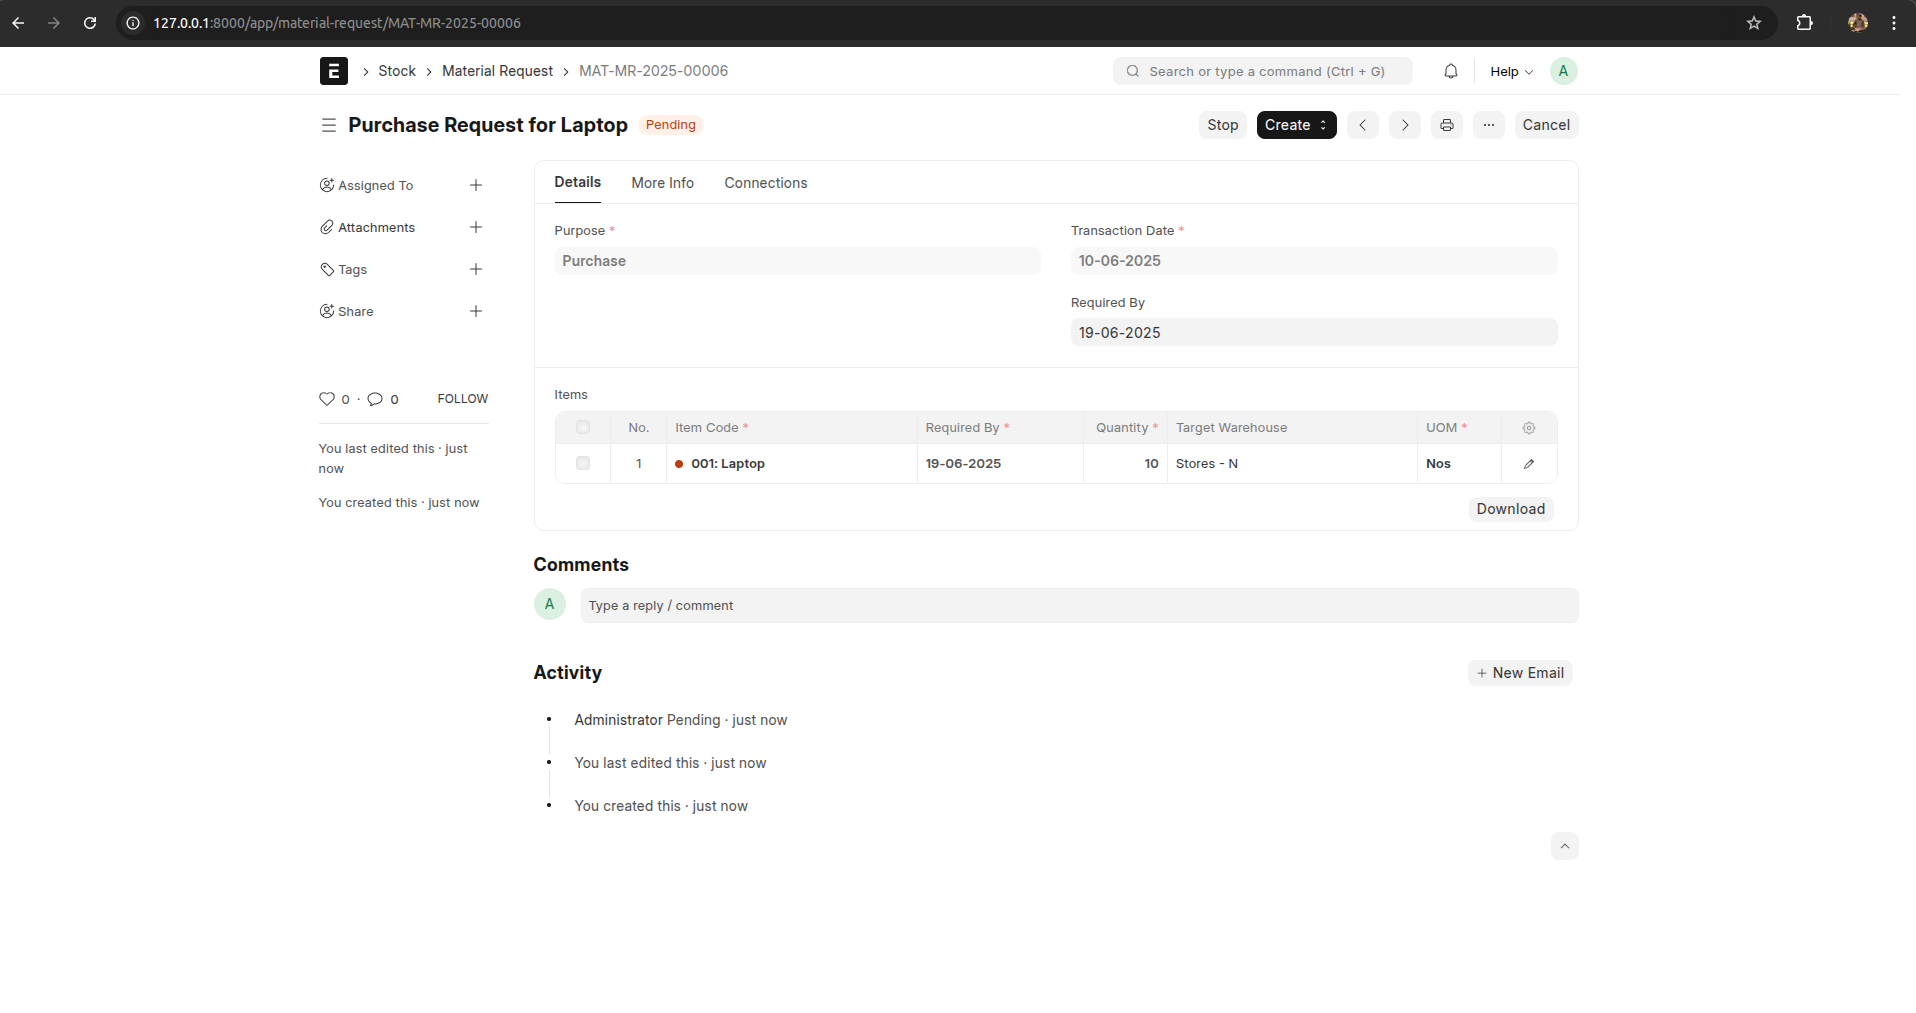 127.0.0.1:8000/app/material-request/MAT-MR-2025-00006
E
Stock
Material Request
MAT-MR-2025-00006
Search or type a command (Ctrl + G)
Help
A
Purchase Request for Laptop
Pending
Stop
Create
Cancel
Assigned To
Attachments
Tags
Share
0 · 0
FOLLOW
You last edited this · just
now
You created this · just now
Details
More Info
Connections
Purpose *
Purchase
Transaction Date *
10-06-2025
Required By
19-06-2025
Items
No. Item Code * Required By * Quantity * Target Warehouse UOM *
1 001: Laptop 19-06-2025 10 Stores - N Nos
Download
Comments
A
Type a reply / comment
Activity
+ New Email
Administrator Pending · just now
You last edited this · just now
You created this · just now